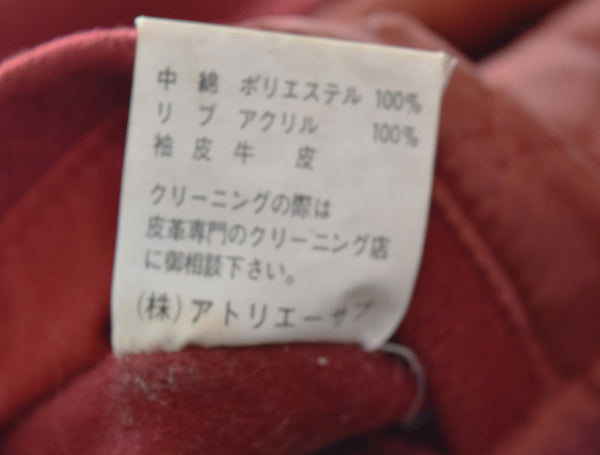 中 綿 ポリエステル 100%
リ ブ アクリル 100%
袖 皮 牛 皮
クリーニングの際は
皮革専門のクリーニング店
に御相談下さい。
(株)アトリエーサブ